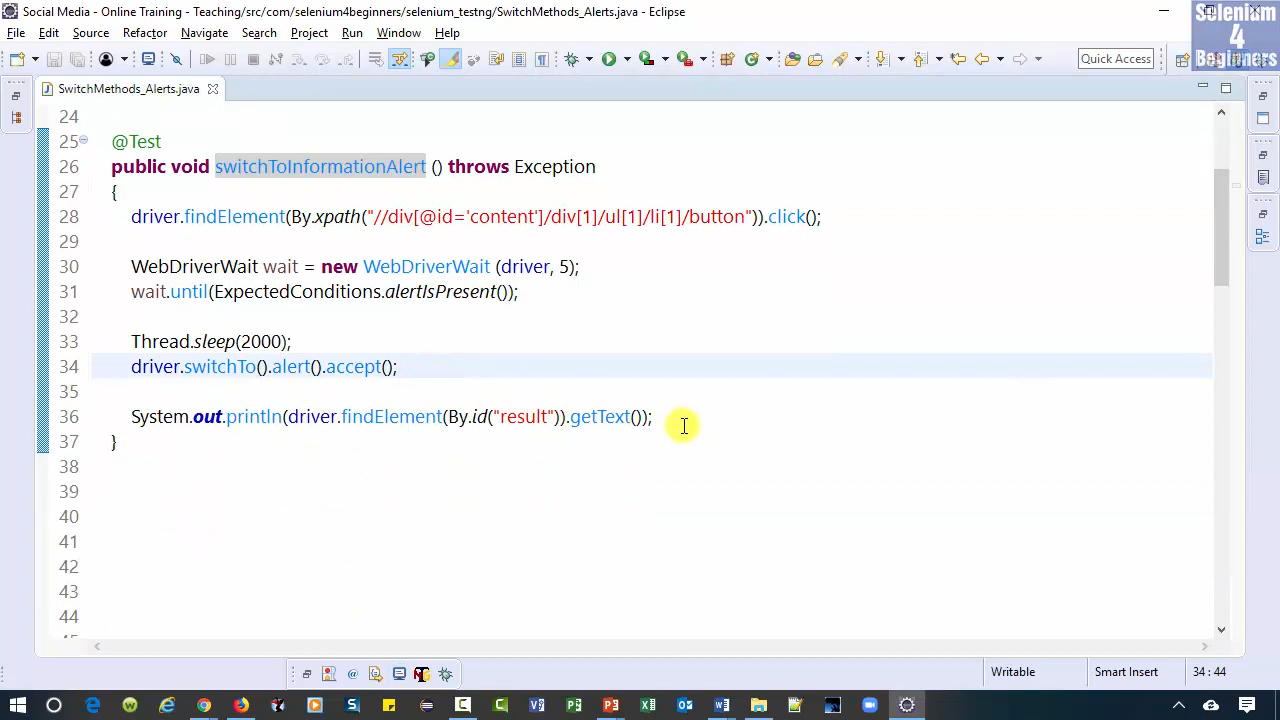 Social Media - Online Training - Teaching/src/com/selenium4beginners/selenium_testng/SwitchMethods_Alerts.java - Eclipse
Selenium
4
Beginners
File Edit Source Refactor Navigate Search Project Run Window Help
Quick Access
SwitchMethods_Alerts.java
24
25 @Test
26 public void switchToInformationAlert () throws Exception
27 {
28 driver.findElement(By.xpath("//div[@id='content']/div[1]/ul[1]/li[1]/button")).click();
29
30 WebDriverWait wait = new WebDriverWait (driver, 5);
31 wait.until(ExpectedConditions.alertIsPresent());
32
33 Thread.sleep(2000);
34 driver.switchTo().alert().accept();
35
36 System.out.println(driver.findElement(By.id("result")).getText());
37 }
38
39
40
41
42
43
44
Writable Smart Insert 34 : 44